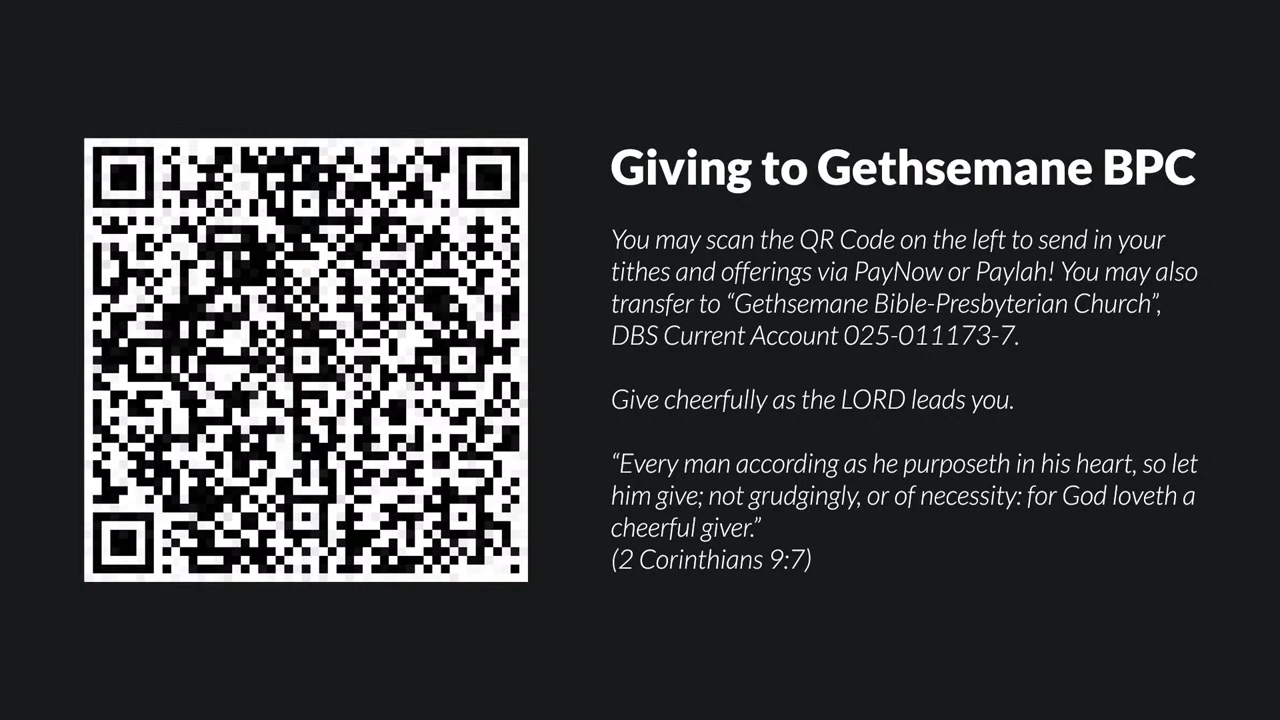 Giving to Gethsemane BPC
You may scan the QR Code on the left to send in your
tithes and offerings via PayNow or Paylah! You may also
transfer to “Gethsemane Bible-Presbyterian Church”,
DBS Current Account 025-011173-7.
Give cheerfully as the LORD leads you.
“Every man according as he purposeth in his heart, so let
him give; not grudgingly, or of necessity: for God loveth a
cheerful giver.”
(2 Corinthians 9:7)